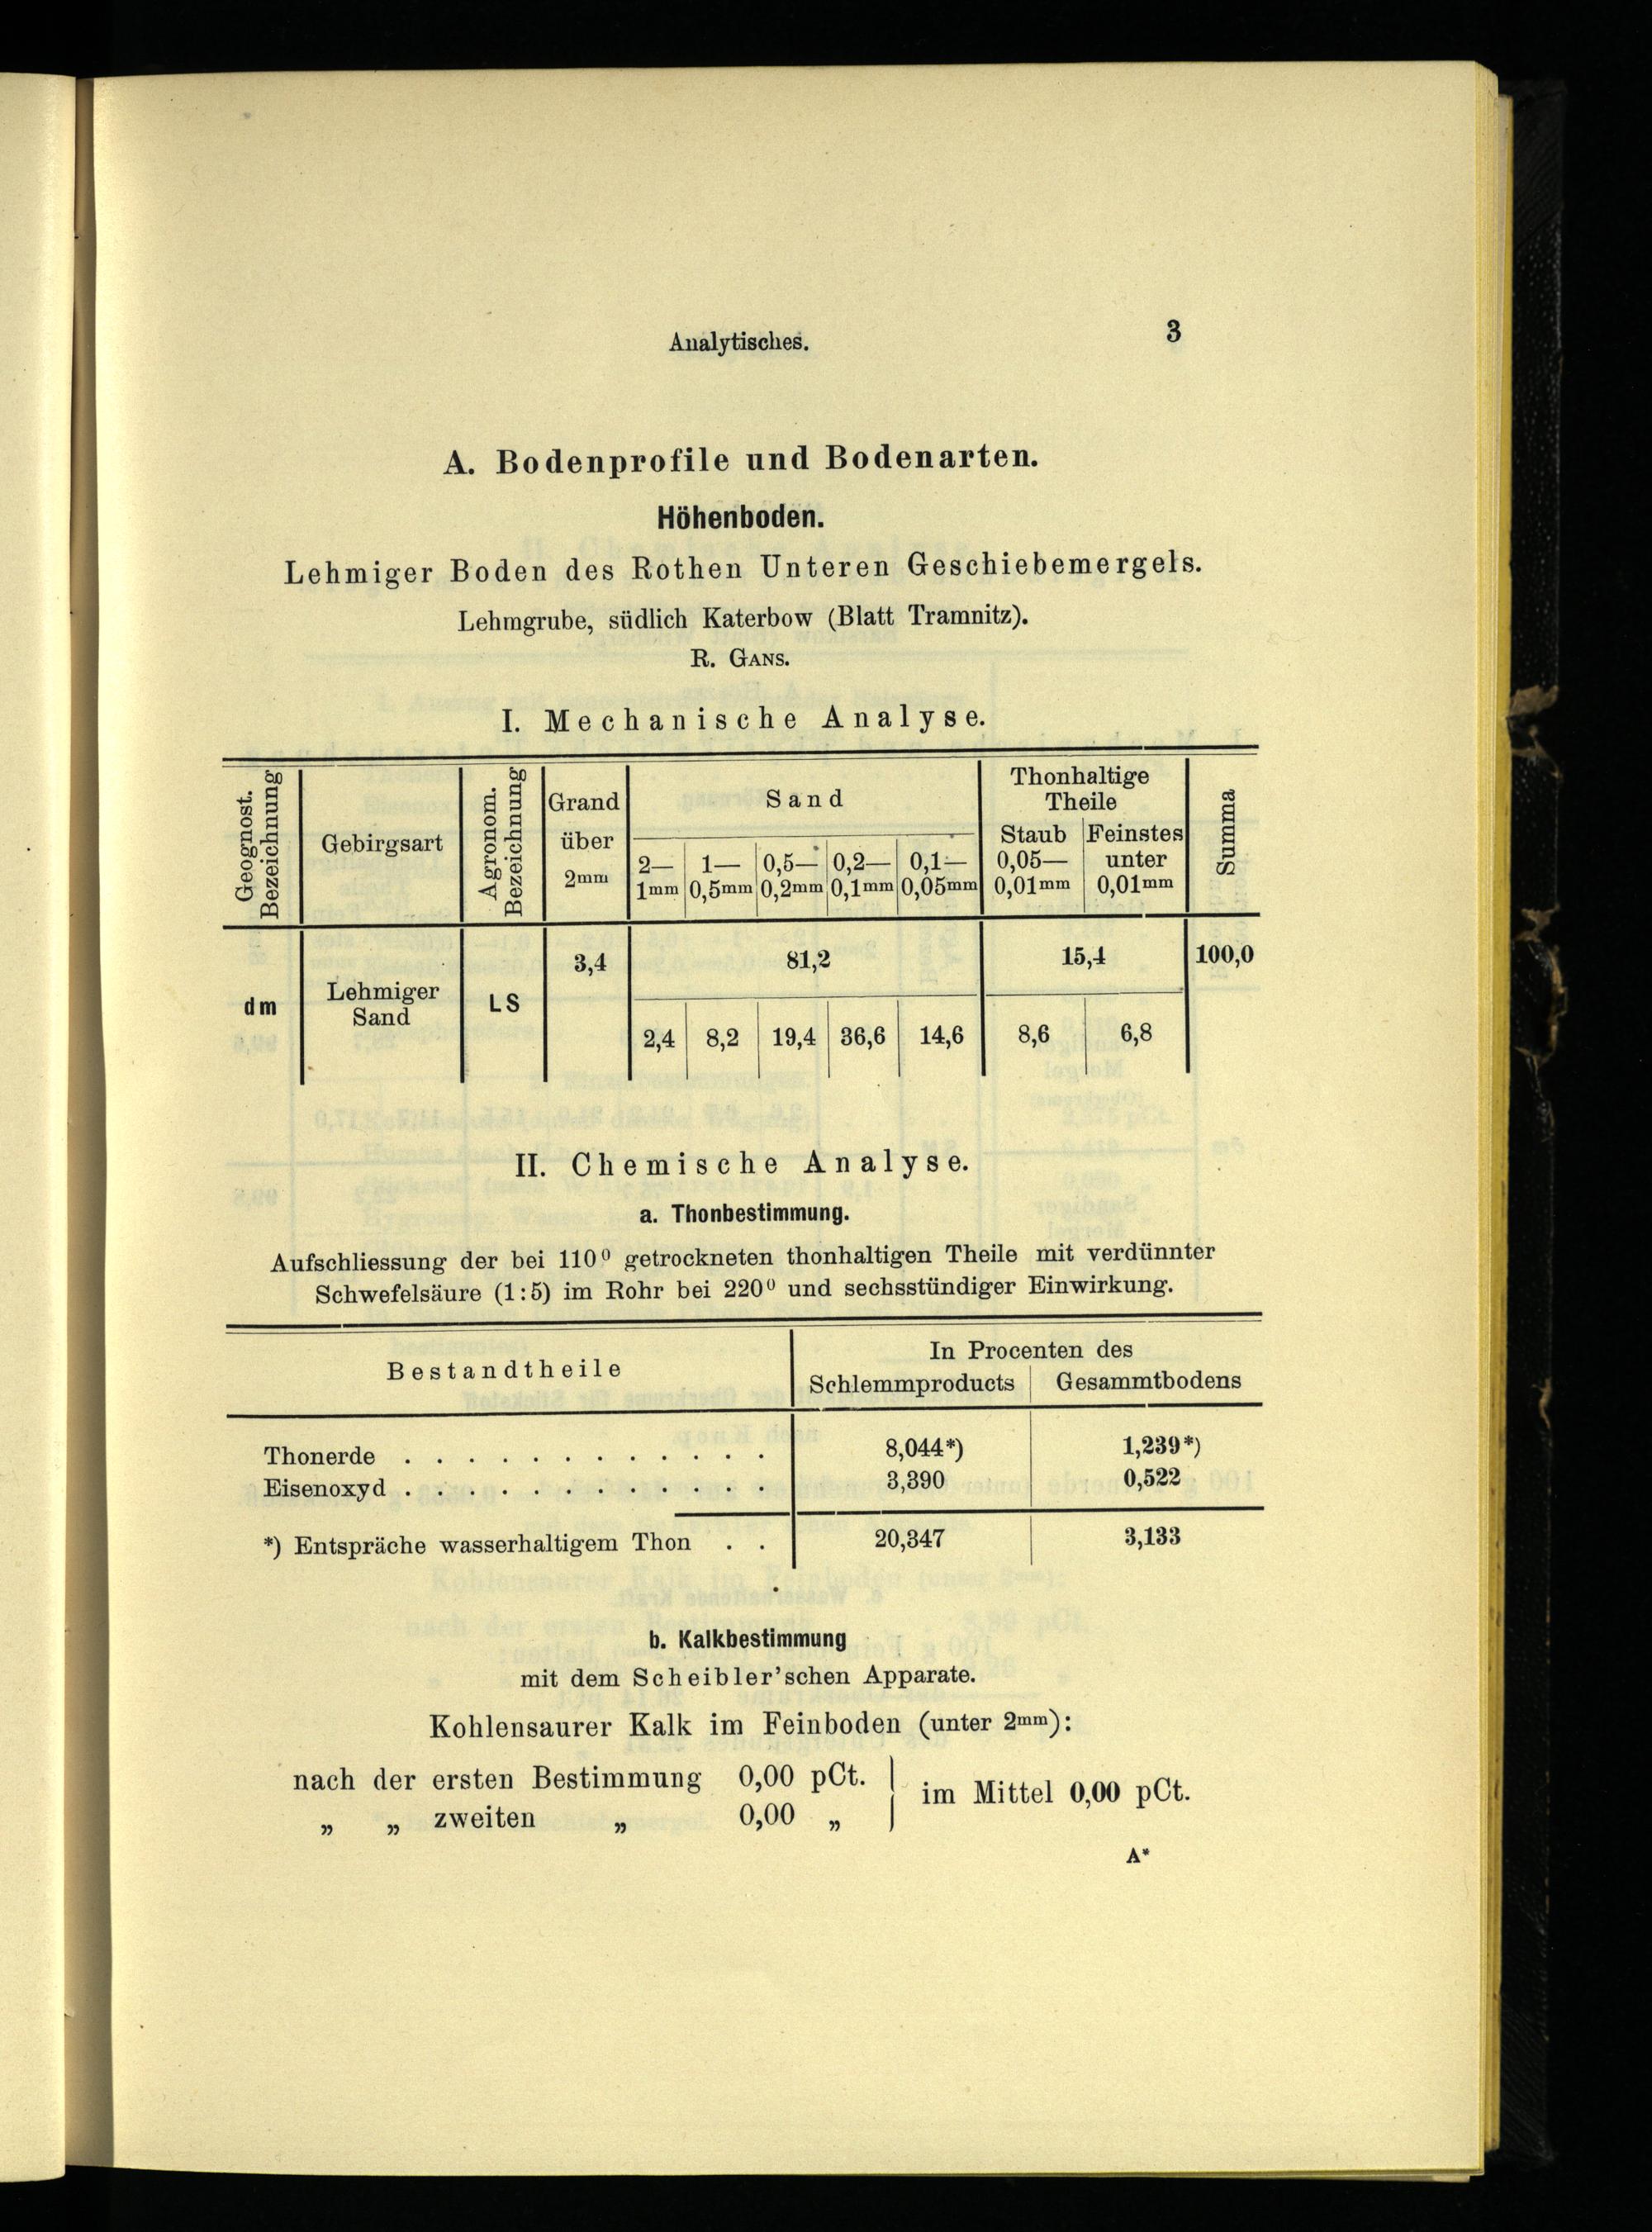 Analytisches. 3
A. Bodenprofile und Bodenarten.
Höhenboden.
Lehmiger Boden des Rothen Unteren Geschiebemergels.
Lehmgrube, südlich Katerbow (Blatt Tramnitz).
R. GANS.
I. Mechanische Analyse.
Geognost. Bezeichnung
Gebirgsart
Agronom. Bezeichnung
Grand über 2mm
Sand
2— 1mm
1— 0,5mm
0,5— 0,2mm
0,2— 0,1mm
0,1— 0,05mm
Thonhaltige Theile
Staub 0,05— 0,01mm
Feinstes unter 0,01mm
Summa
dm
Lehmiger Sand
LS
3,4 81,2 15,4 100,0
2,4 8,2 19,4 36,6 14,6 8,6 6,8
II. Chemische Analyse.
a. Thonbestimmung.
Aufschliessung der bei 110⁰ getrockneten thonhaltigen Theile mit verdünnter
Schwefelsäure (1:5) im Rohr bei 220⁰ und sechsstündiger Einwirkung.
Bestandtheile
In Procenten des
Schlemmproducts Gesammtbodens
Thonerde . . . . . . . . . . . . 8,044*) 1,239*)
Eisenoxyd . . . . . . . . . . . . 3,390 0,522
*) Entspräche wasserhaltigem Thon . . 20,347 3,133
b. Kalkbestimmung
mit dem Scheibler'schen Apparate.
Kohlensaurer Kalk im Feinboden (unter 2mm):
nach der ersten Bestimmung 0,00 pCt.
„ „ zweiten „ 0,00 „
im Mittel 0,00 pCt.
A*